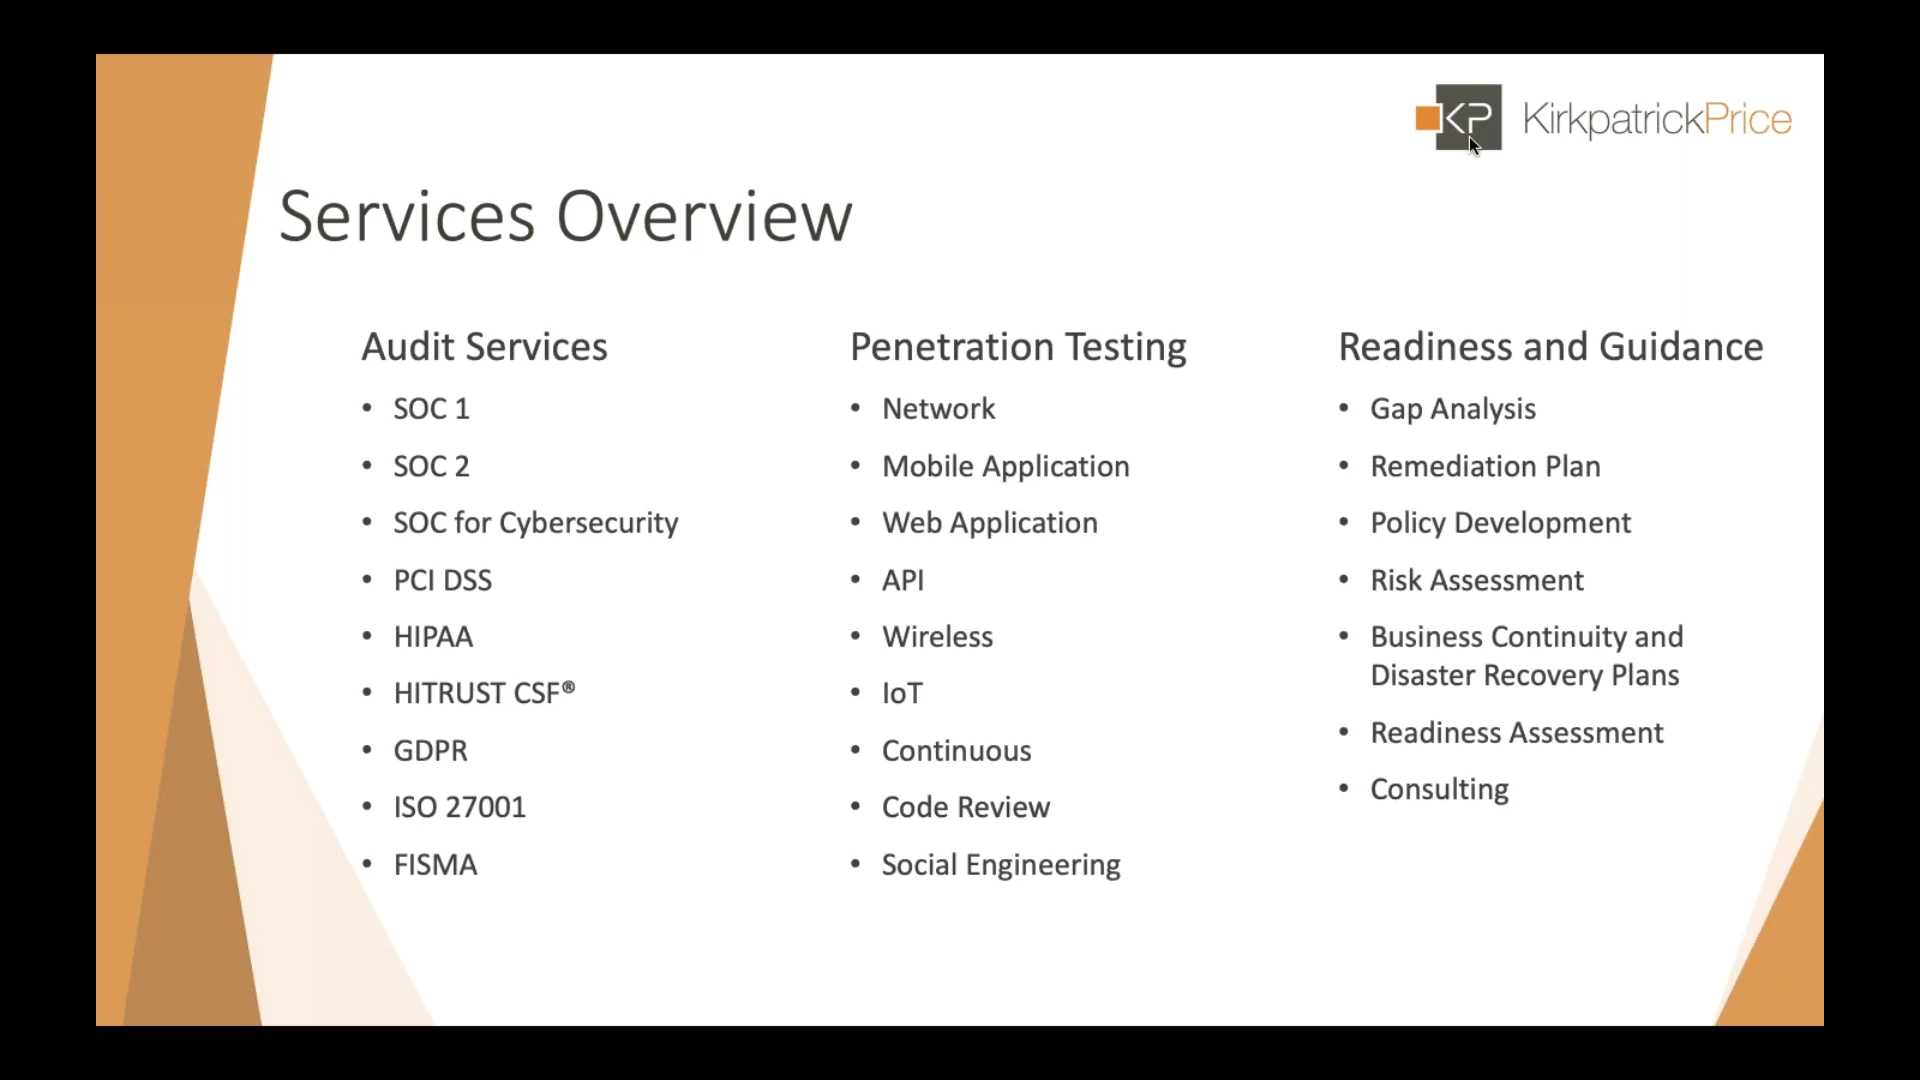 KP KirkpatrickPrice
Services Overview
Audit Services
• SOC 1
• SOC 2
• SOC for Cybersecurity
• PCI DSS
• HIPAA
• HITRUST CSF®
• GDPR
• ISO 27001
• FISMA
Penetration Testing
• Network
• Mobile Application
• Web Application
• API
• Wireless
• IoT
• Continuous
• Code Review
• Social Engineering
Readiness and Guidance
• Gap Analysis
• Remediation Plan
• Policy Development
• Risk Assessment
• Business Continuity and
Disaster Recovery Plans
• Readiness Assessment
• Consulting